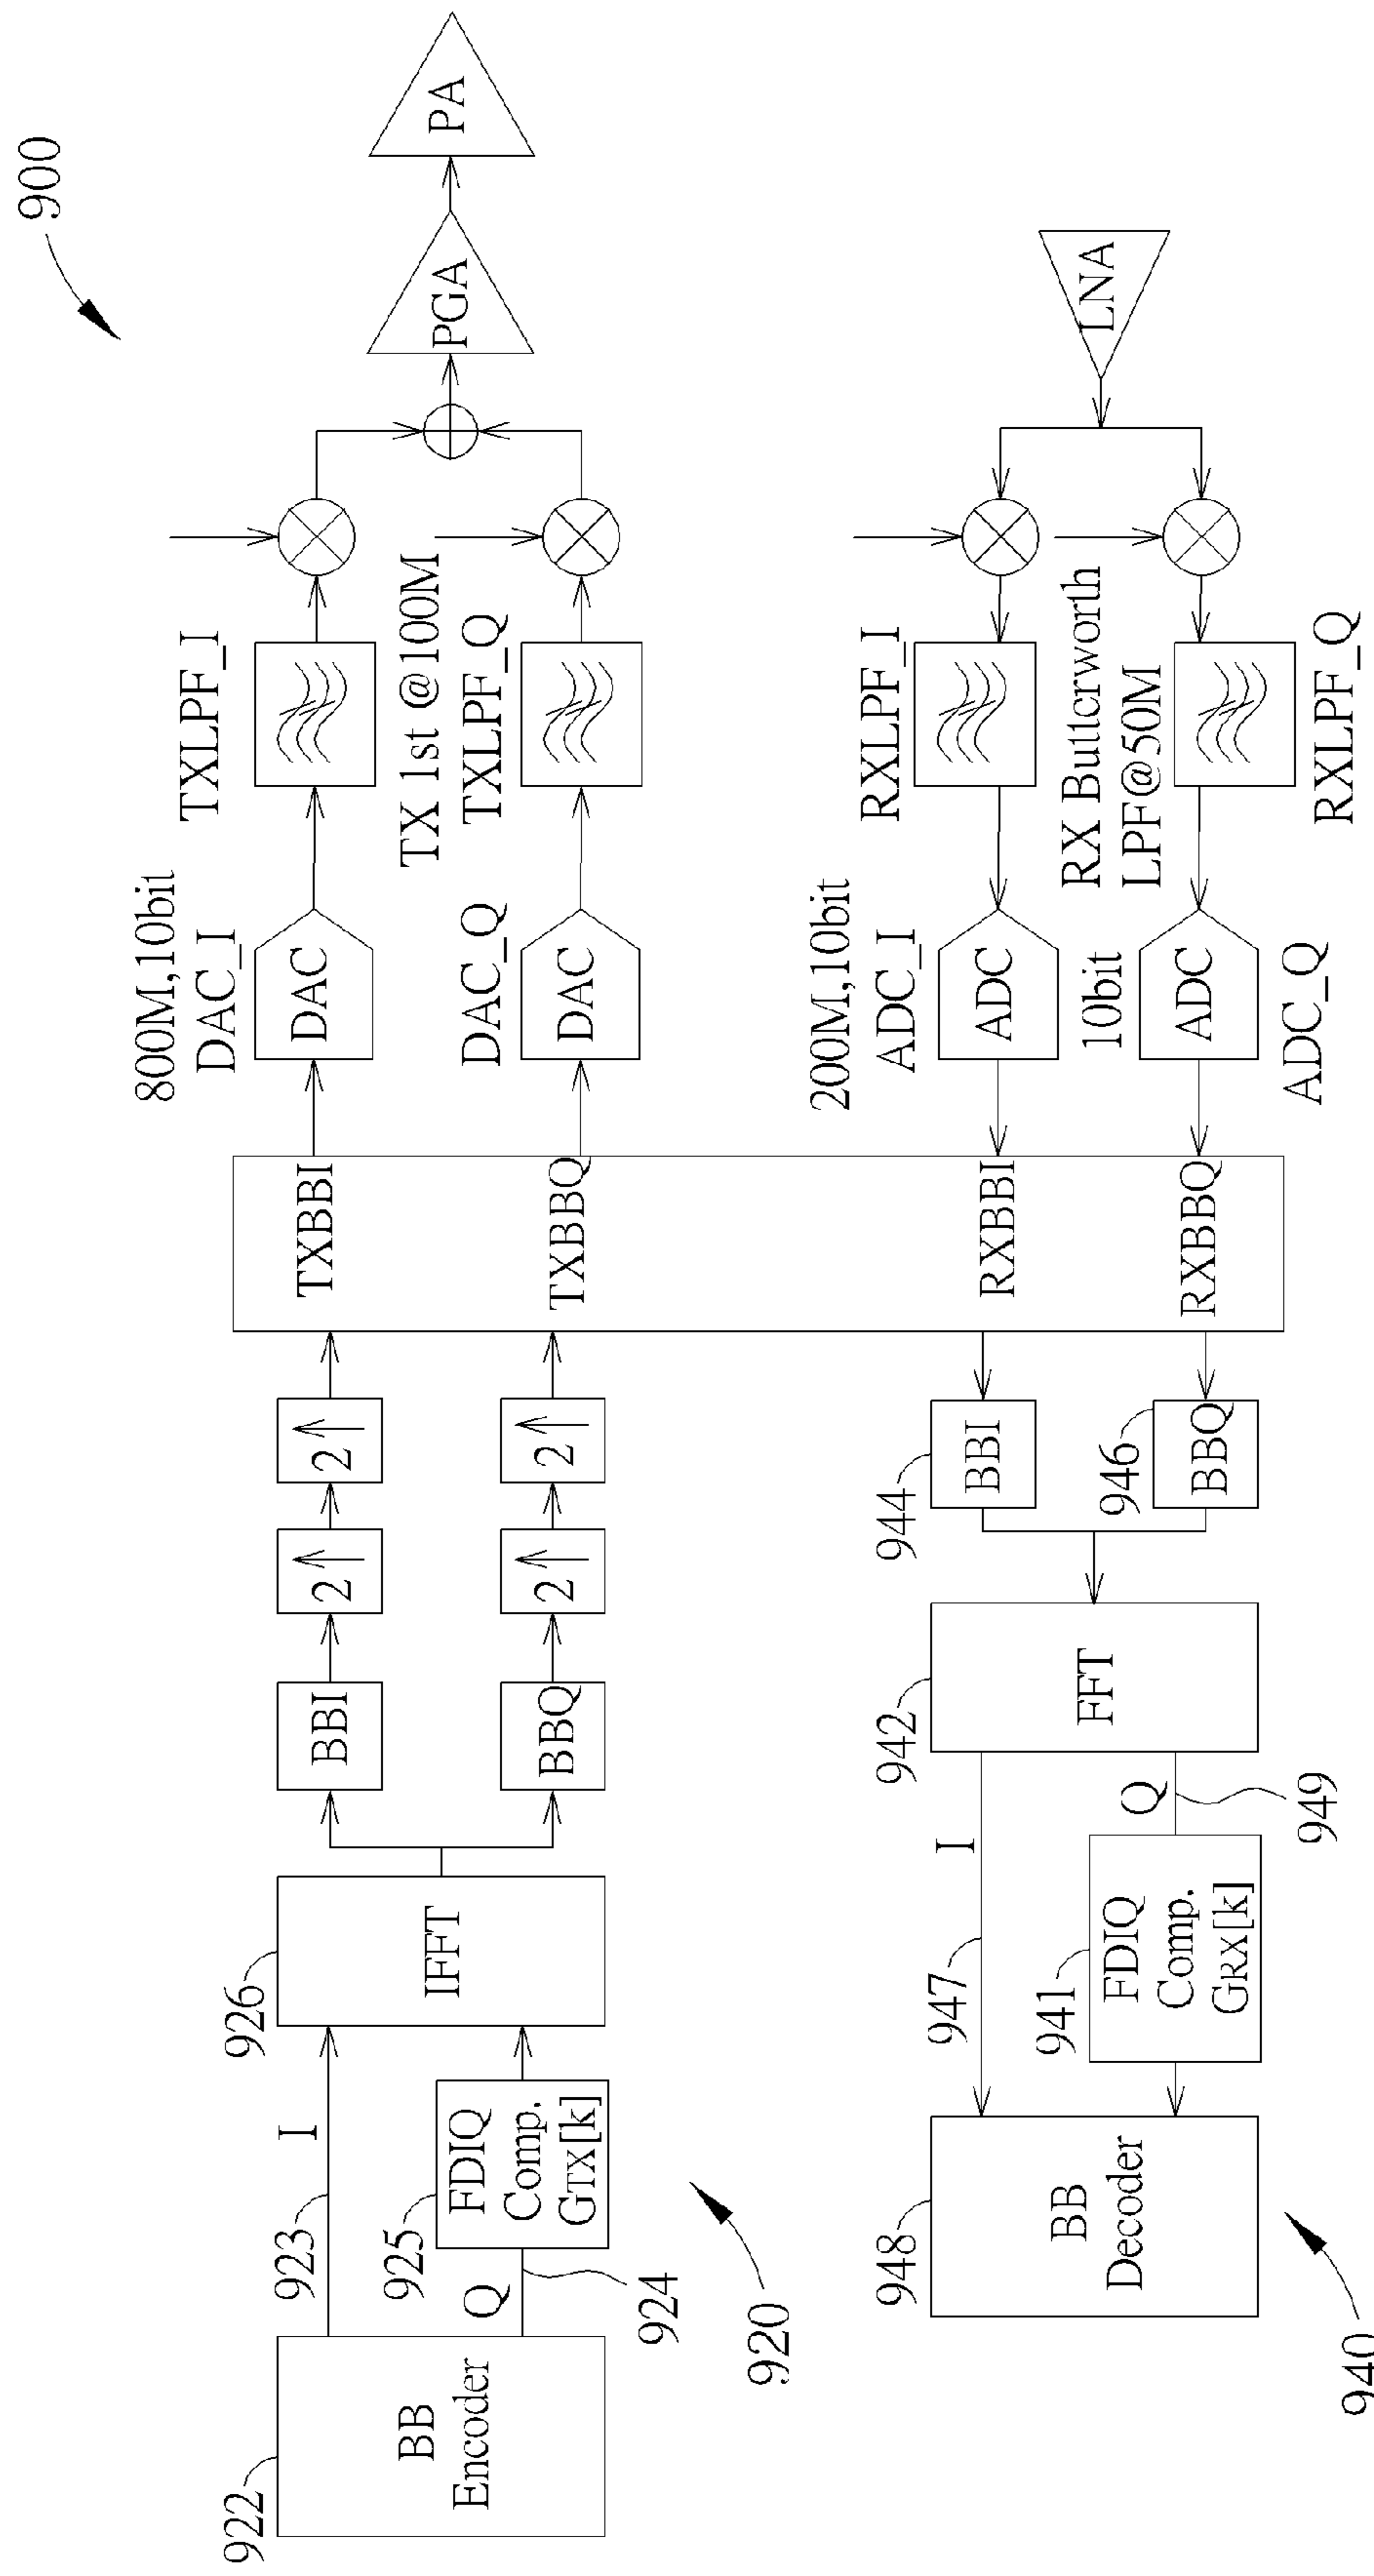 900
922
BB
Encoder
923
I
Q
924
925
FDIQ
Comp.
GTX[k]
926
IFFT
BBI
BBQ
2
2
2
2
TXBBI
TXBBQ
RXBBI
RXBBQ
800M,10bit
DAC_I
DAC
DAC_Q
DAC
TXLPF_I
TX 1st @100M
TXLPF_Q
PGA
PA
920
948
BB
Decoder
947
I
941
FDIQ
Comp.
GRX[k]
Q
949
942
FFT
944
BBI
946
BBQ
200M,10bit
ADC_I
ADC
10bit
ADC
ADC_Q
RXLPF_I
RX Buttcrworth
LPF@50M
RXLPF_Q
LNA
940